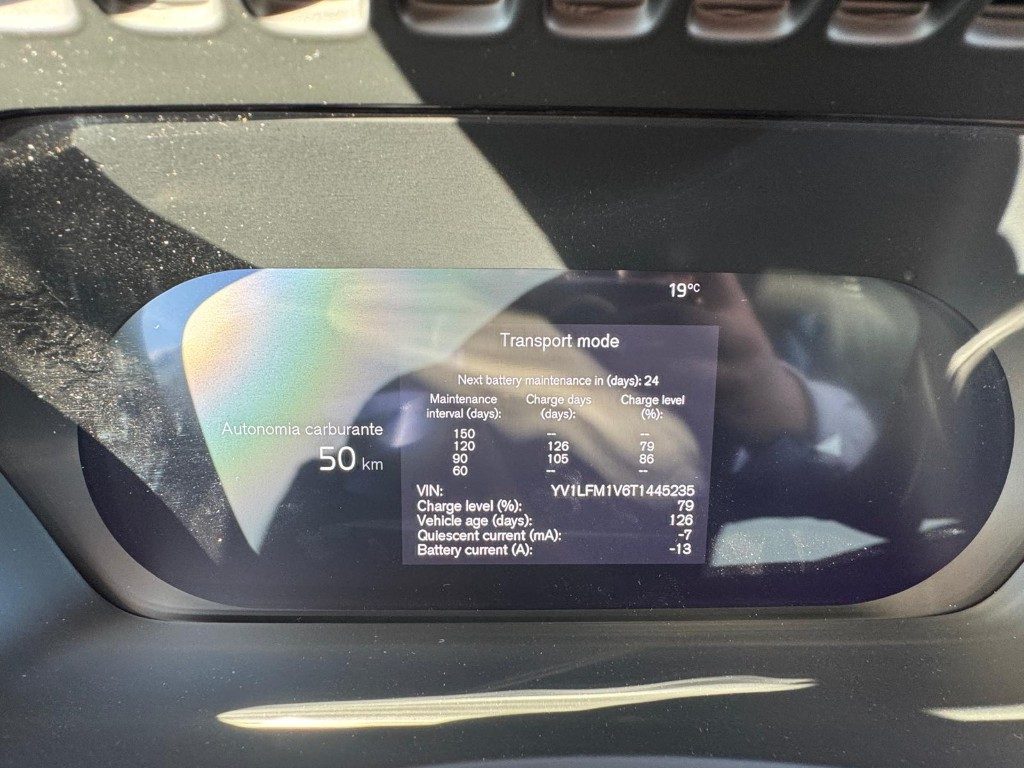 19°C
Transport mode
Next battery maintenance in (days): 24
Maintenance interval (days): Charge days (days): Charge level (%):
150 -- --
120 126 79
90 105 86
60 -- --
Autonomia carburante
50 km
VIN: YV1LFM1V6T1445235
Charge level (%): 79
Vehicle age (days): 126
Quiescent current (mA): -7
Battery current (A): -13